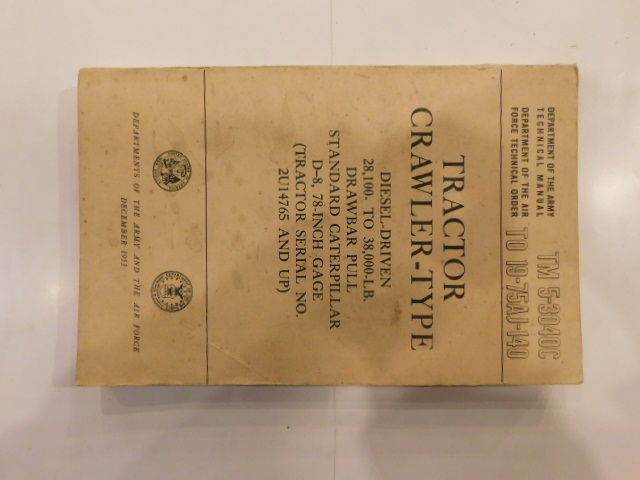 DEPARTMENT OF THE ARMY
TECHNICAL MANUAL
TM 5-3040C
DEPARTMENT OF THE AIR
FORCE TECHNICAL ORDER
TO 19-75AJ-140
TRACTOR
CRAWLER-TYPE
DIESEL-DRIVEN
28,100- TO 38,000-LB.
DRAWBAR PULL
STANDARD CATERPILLAR
D-8, 78-INCH GAGE
(TRACTOR SERIAL NO.
2U14765 AND UP)
DEPARTMENTS OF THE ARMY AND THE AIR FORCE
DECEMBER 1953